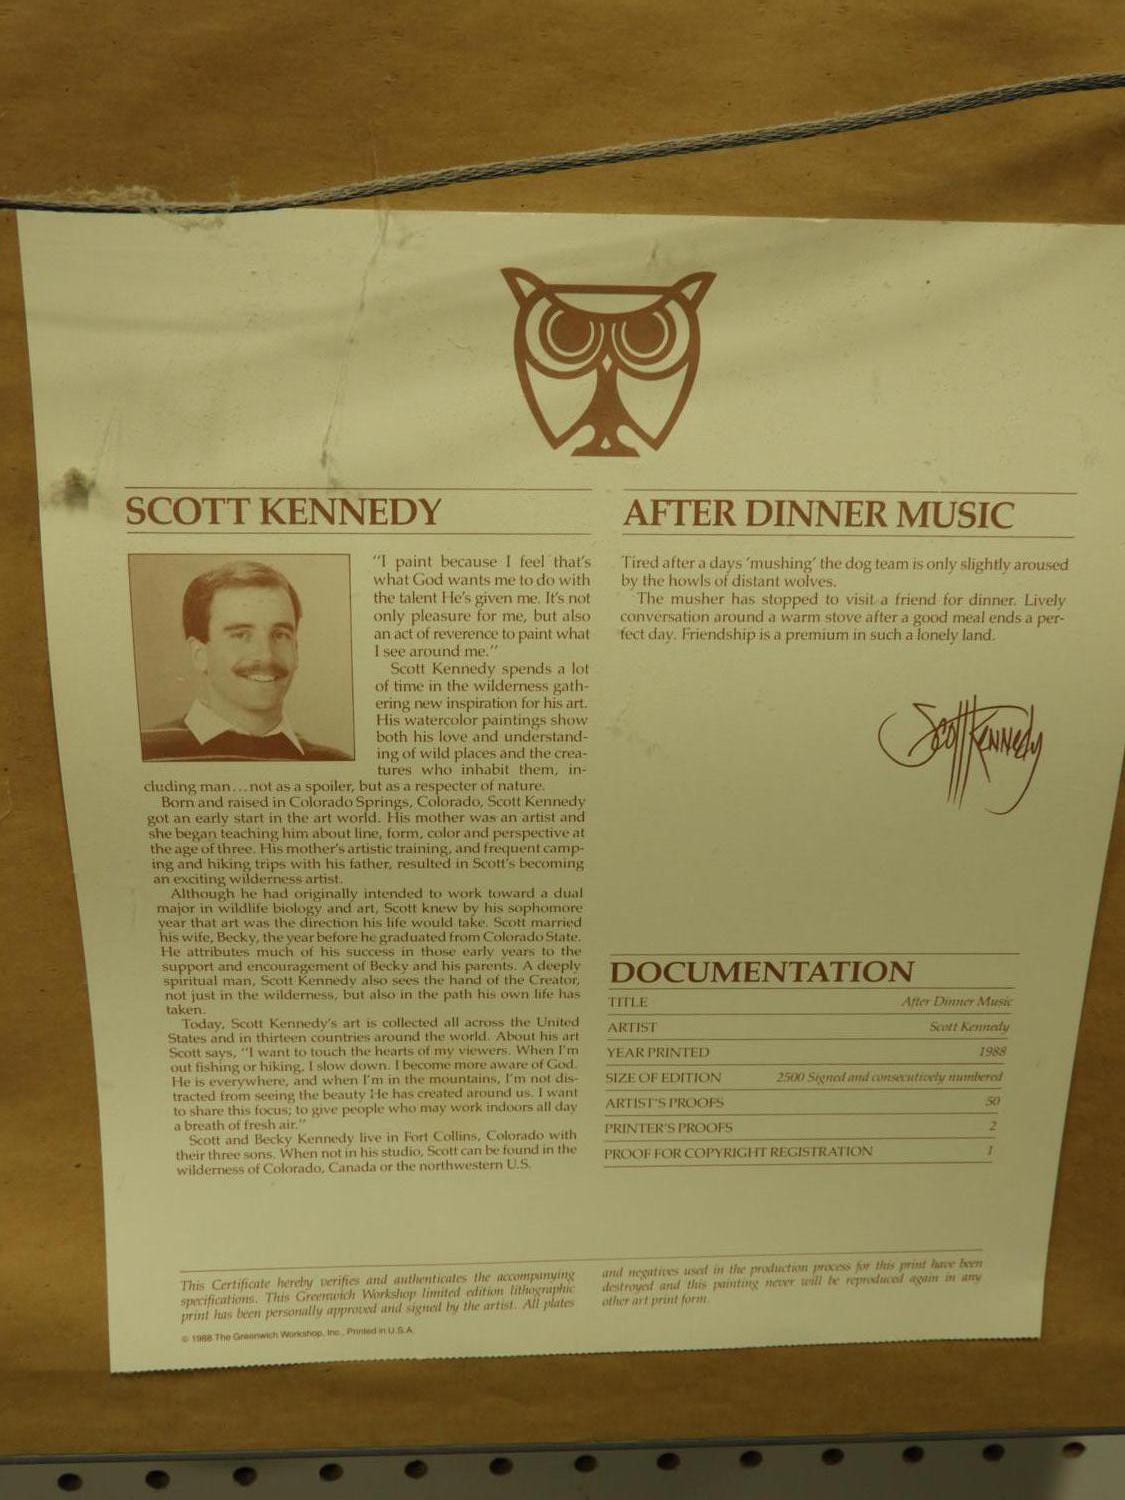 SCOTT KENNEDY
"I paint because I feel that's
what God wants me to do with
the talent He's given me. It's not
only pleasure for me, but also
an act of reverence to paint what
I see around me."
Scott Kennedy spends a lot
of time in the wilderness gath-
ering new inspiration for his art.
His watercolor paintings show
both his love and understand-
ing of wild places and the crea-
tures who inhabit them, in-
cluding man...not as a spoiler, but as a respecter of nature.
Born and raised in Colorado Springs, Colorado, Scott Kennedy
got an early start in the art world. His mother was an artist and
she began teaching him about line, form, color and perspective at
the age of three. His mother's artistic training, and frequent camp-
ing and hiking trips with his father, resulted in Scott's becoming
an exciting wilderness artist.
Although he had originally intended to work toward a dual
major in wildlife biology and art, Scott knew by his sophomore
year that art was the direction his life would take. Scott married
his wife, Becky, the year before he graduated from Colorado State.
He attributes much of his success in those early years to the
support and encouragement of Becky and his parents. A deeply
spiritual man, Scott Kennedy also sees the hand of the Creator,
not just in the wilderness, but also in the path his own life has
taken.
Today, Scott Kennedy's art is collected all across the United
States and in thirteen countries around the world. About his art
Scott says, "I want to touch the hearts of my viewers. When I'm
out fishing or hiking, I slow down. I become more aware of God.
He is everywhere, and when I'm in the mountains, I'm not dis-
tracted from seeing the beauty He has created around us. I want
to share this focus; to give people who may work indoors all day
a breath of fresh air."
Scott and Becky Kennedy live in Fort Collins, Colorado with
their three sons. When not in his studio, Scott can be found in the
wilderness of Colorado, Canada or the northwestern U.S.
AFTER DINNER MUSIC
Tired after a days 'mushing' the dog team is only slightly aroused
by the howls of distant wolves.
The musher has stopped to visit a friend for dinner. Lively
conversation around a warm stove after a good meal ends a per-
fect day. Friendship is a premium in such a lonely land.
Scott Kennedy
DOCUMENTATION
TITLE After Dinner Music
ARTIST Scott Kennedy
YEAR PRINTED 1988
SIZE OF EDITION 2500 Signed and consecutively numbered
ARTIST'S PROOFS 50
PRINTER'S PROOFS 2
PROOF FOR COPYRIGHT REGISTRATION 1
This Certificate hereby verifies and authenticates the accompanying
specifications. This Greenwich Workshop limited edition lithographic
print has been personally approved and signed by the artist. All plates
and negatives used in the production process for this print have been
destroyed and this painting never will be reproduced again in any
other art print form.
© 1988 The Greenwich Workshop, Inc., Printed in U.S.A.